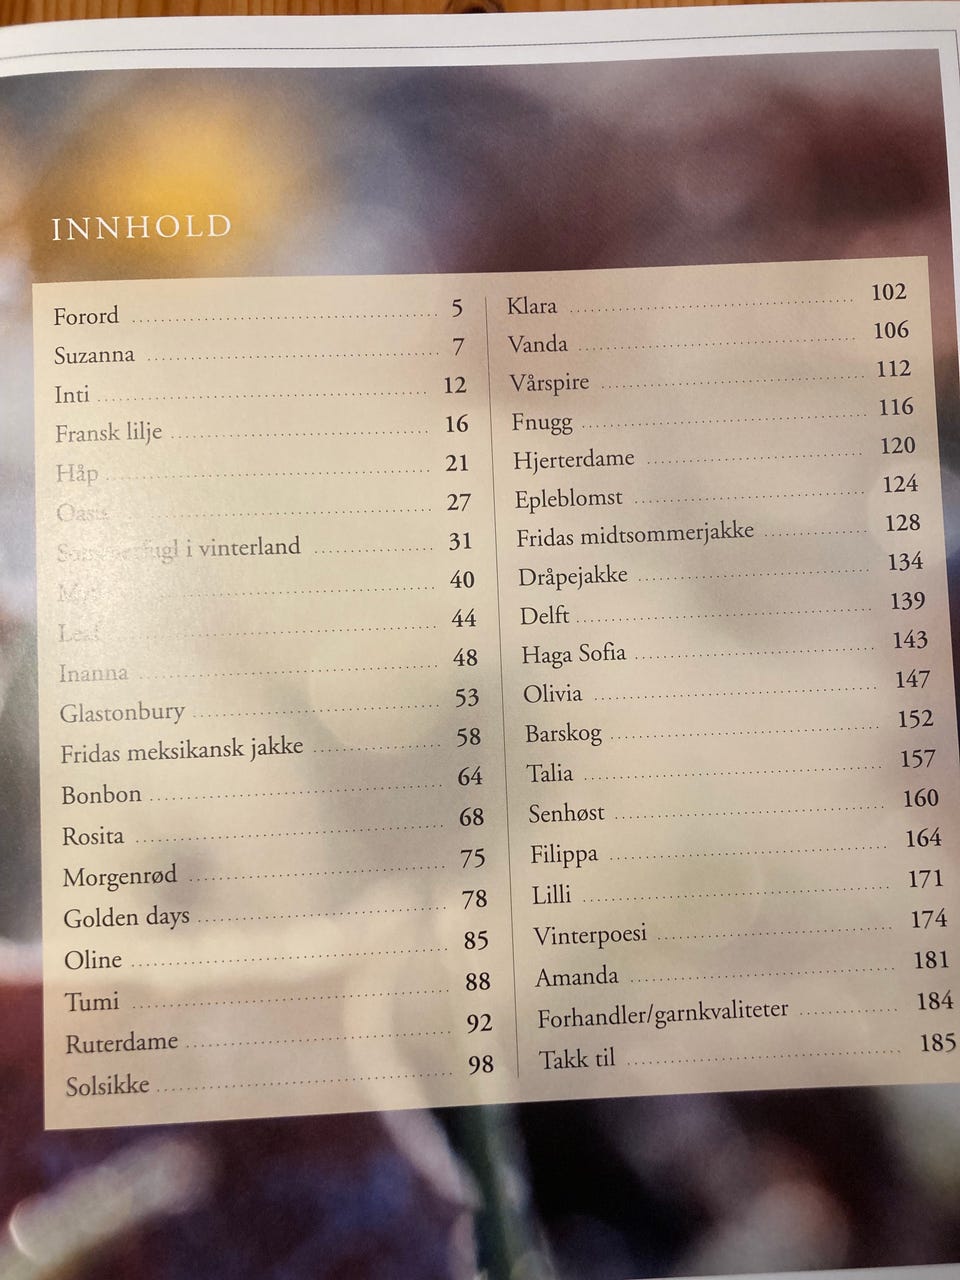 INNHOLD
Forord 5
Suzanna 7
Inti 12
Fransk lilje 16
Håp 21
Oase 27
Sommerfugl i vinterland 31
40
44
Inanna 48
Glastonbury 53
Fridas meksikansk jakke 58
Bonbon 64
Rosita 68
Morgenrød 75
Golden days 78
Oline 85
Tumi 88
Ruterdame 92
Solsikke 98
Klara 102
Vanda 106
Vårspire 112
Fnugg 116
Hjerterdame 120
Epleblomst 124
Fridas midtsommerjakke 128
Dråpejakke 134
Delft 139
Haga Sofia 143
Olivia 147
Barskog 152
Talia 157
Senhøst 160
Filippa 164
Lilli 171
Vinterpoesi 174
Amanda 181
Forhandler/garnkvaliteter 184
Takk til 185